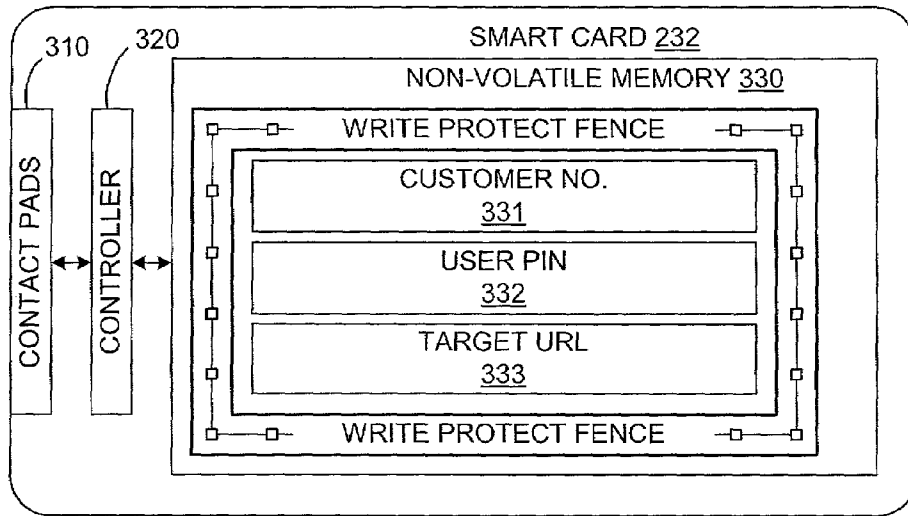 310
320
SMART CARD 232
NON-VOLATILE MEMORY 330
WRITE PROTECT FENCE
CONTACT PADS
CONTROLLER
CUSTOMER NO.
331
USER PIN
332
TARGET URL
333
WRITE PROTECT FENCE